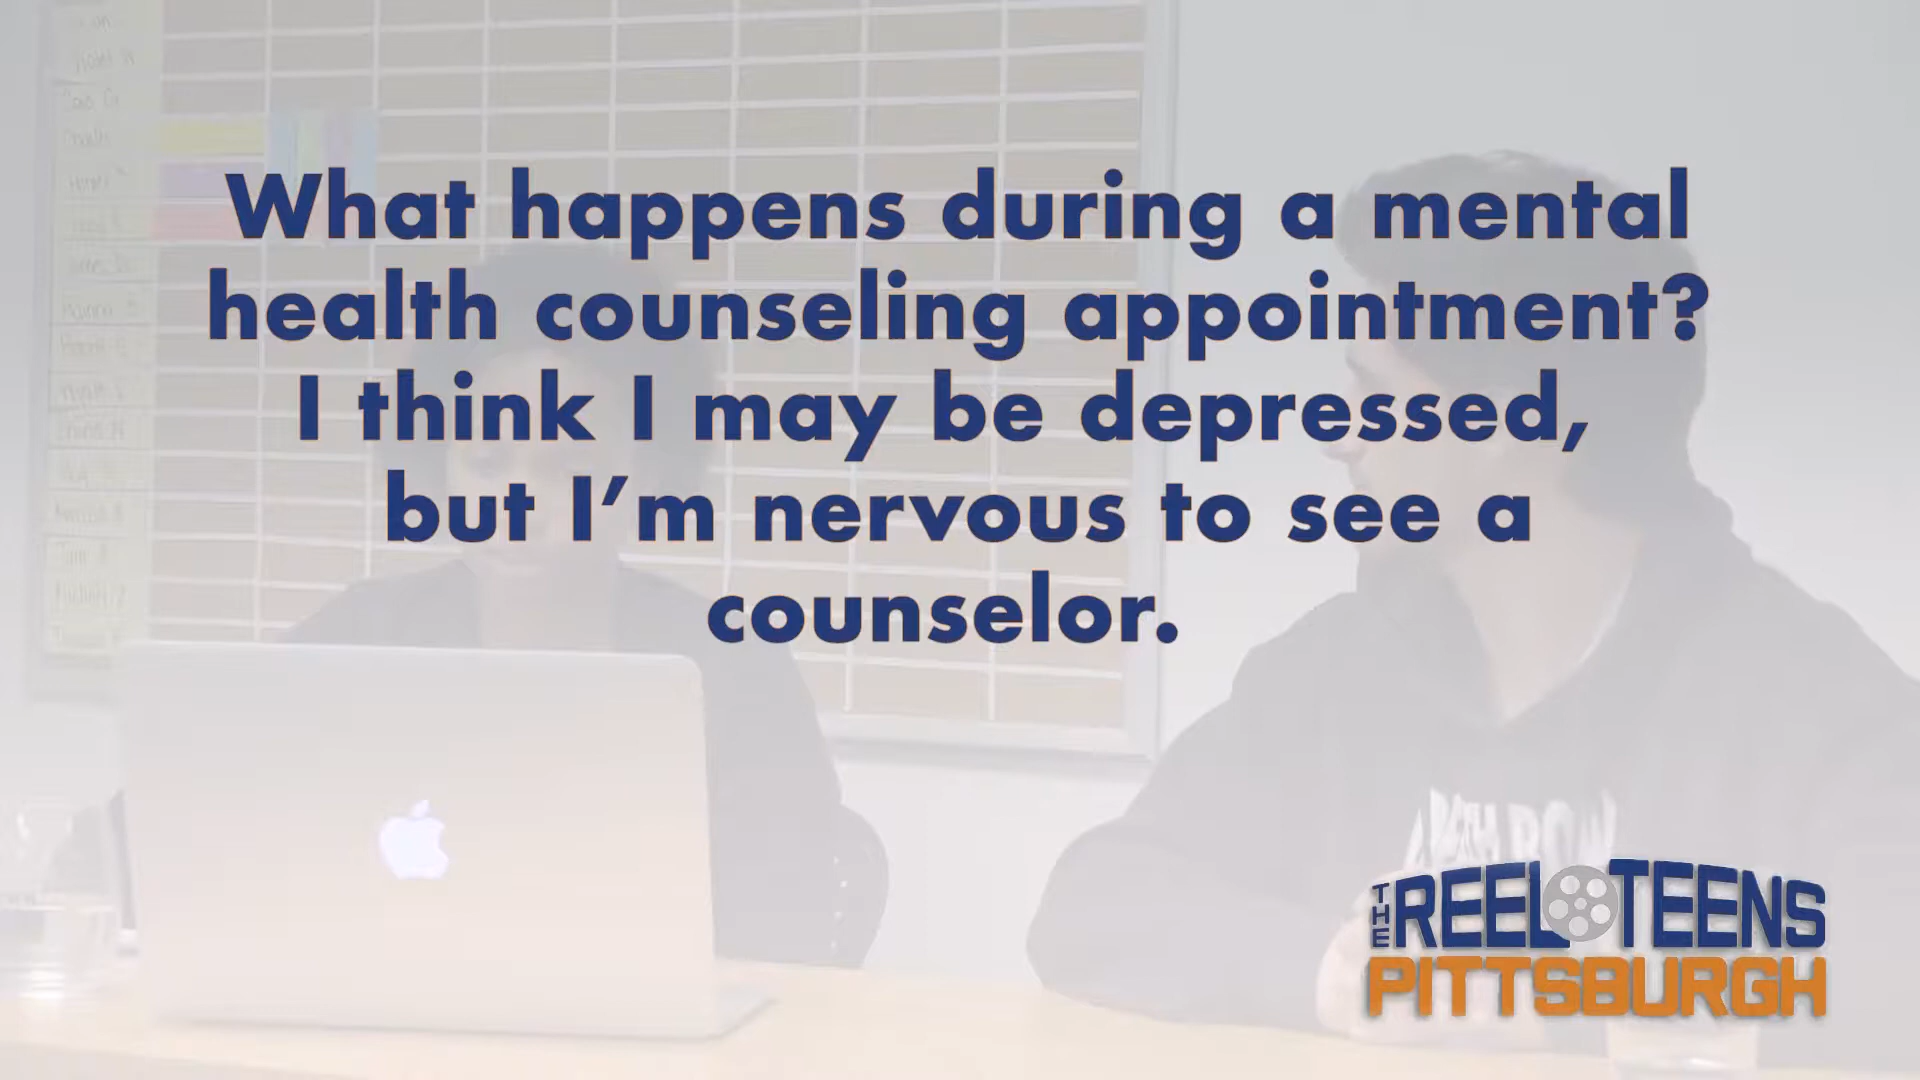 What happens during a mental
health counseling appointment?
I think I may be depressed,
but I’m nervous to see a
counselor.
THE REEL TEENS
PITTSBURGH